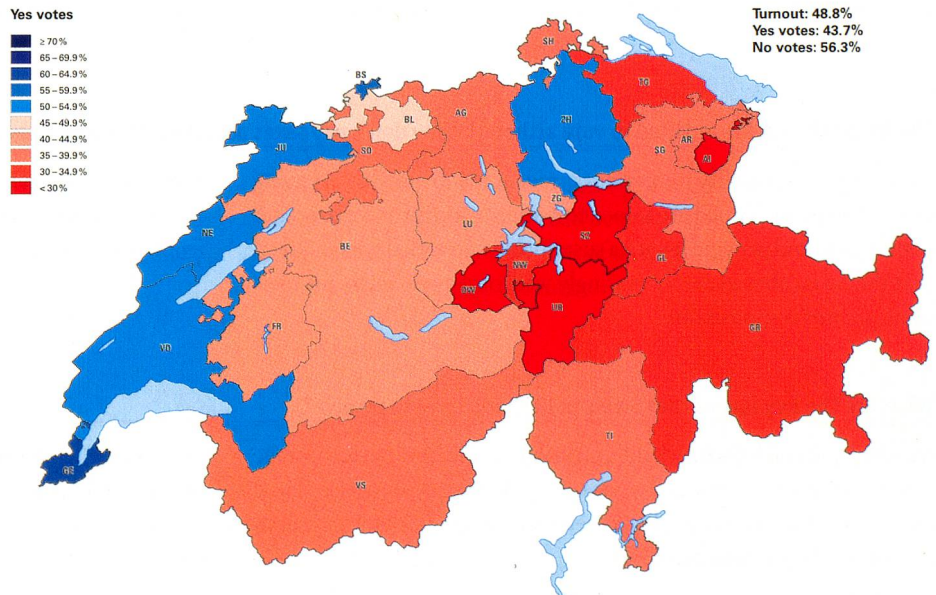 Yes votes
≥ 70 %
65 – 69.9 %
60 – 64.9 %
55 – 59.9 %
50 – 54.9 %
45 – 49.9 %
40 – 44.9 %
35 – 39.9 %
30 – 34.9 %
< 30 %
Turnout: 48.8%
Yes votes: 43.7%
No votes: 56.3%
SH
BS
TG
BL
AG
ZH
JU
SO
AR
SG
AI
ZG
LU
NE
BE
SZ
NW
GL
OW
UR
FR
GR
VD
TI
GE
VS